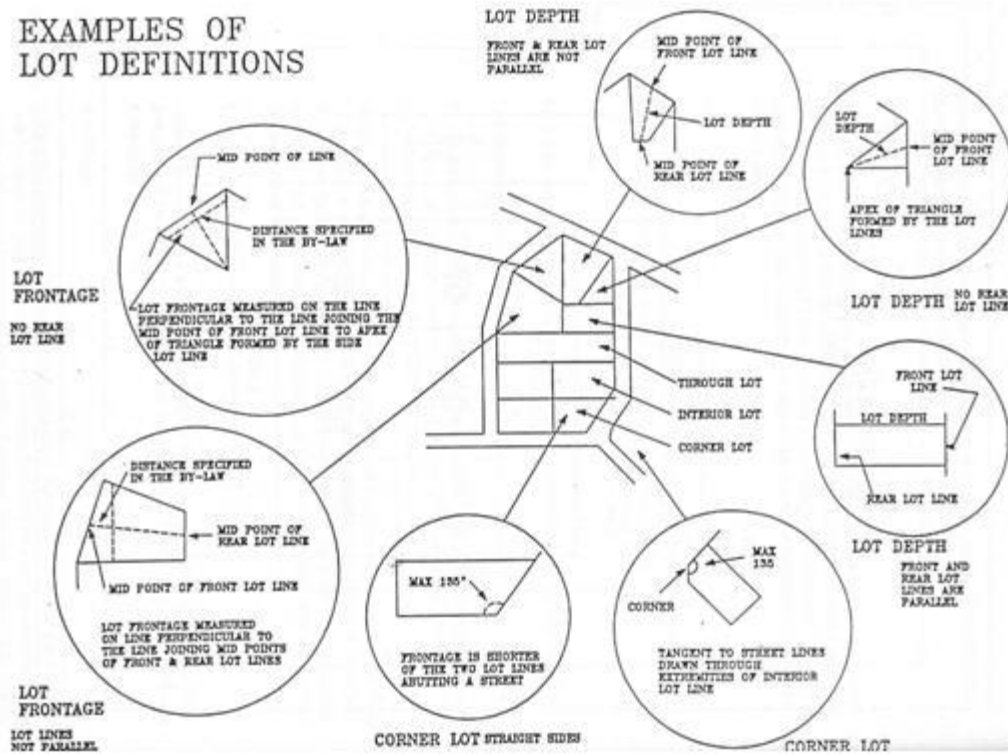 EXAMPLES OF
LOT DEFINITIONS
LOT DEPTH
FRONT & REAR LOT
LINES ARE NOT
PARALLEL
MID POINT OF
FRONT LOT LINE
LOT DEPTH
MID POINT OF
REAR LOT LINE
LOT
DEPTH
MID POINT
OF FRONT
LOT LINE
APEX OF TRIANGLE
FORMED BY THE LOT
LINES
LOT DEPTH
NO REAR
LOT LINE
MID POINT OF LINE
DISTANCE SPECIFIED
IN THE BY-LAW
LOT FRONTAGE MEASURED ON THE LINE
PERPENDICULAR TO THE LINE JOINING THE
MID POINT OF FRONT LOT LINE TO APEX
OF TRIANGLE FORMED BY THE SIDE
LOT LINE
LOT
FRONTAGE
NO REAR
LOT LINE
THROUGH LOT
INTERIOR LOT
CORNER LOT
FRONT LOT
LINE
LOT DEPTH
REAR LOT LINE
LOT DEPTH
FRONT AND
REAR LOT
LINES ARE
PARALLEL
DISTANCE SPECIFIED
IN THE BY-LAW
MID POINT OF
REAR LOT LINE
MID POINT OF FRONT LOT LINE
LOT FRONTAGE MEASURED
ON LINE PERPENDICULAR TO
THE LINE JOINING MID POINTS
OF FRONT & REAR LOT LINES
LOT
FRONTAGE
LOT LINES
NOT PARALLEL
MAX 135°
FRONTAGE IS SHORTER
OF THE TWO LOT LINES
ABUTTING A STREET
CORNER LOT STRAIGHT SIDES
MAX
135
CORNER
TANGENT TO STREET LINES
DRAWN THROUGH
EXTREMITIES OF INTERIOR
LOT LINE
CORNER LOT